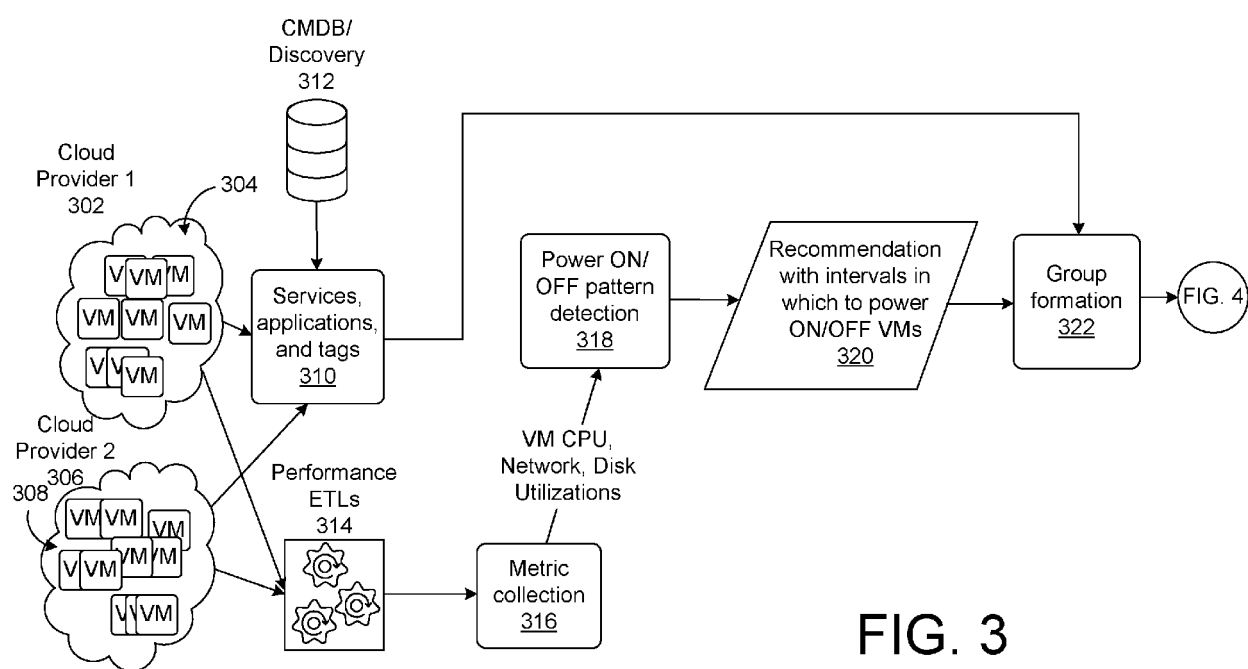 CMDB/
Discovery
312
Cloud
Provider 1
302
304
VM
VM
VM
VM
VM
VM
V
V
VM
Services,
applications,
and tags
310
Power ON/
OFF pattern
detection
318
Recommendation
with intervals in
which to power
ON/OFF VMs
320
Group
formation
322
FIG. 4
Cloud
Provider 2
306
308
VM
VM
VM
VM
VM
V
VM
V
V
VM
Performance
ETLs
314
VM CPU,
Network, Disk
Utilizations
Metric
collection
316
FIG. 3